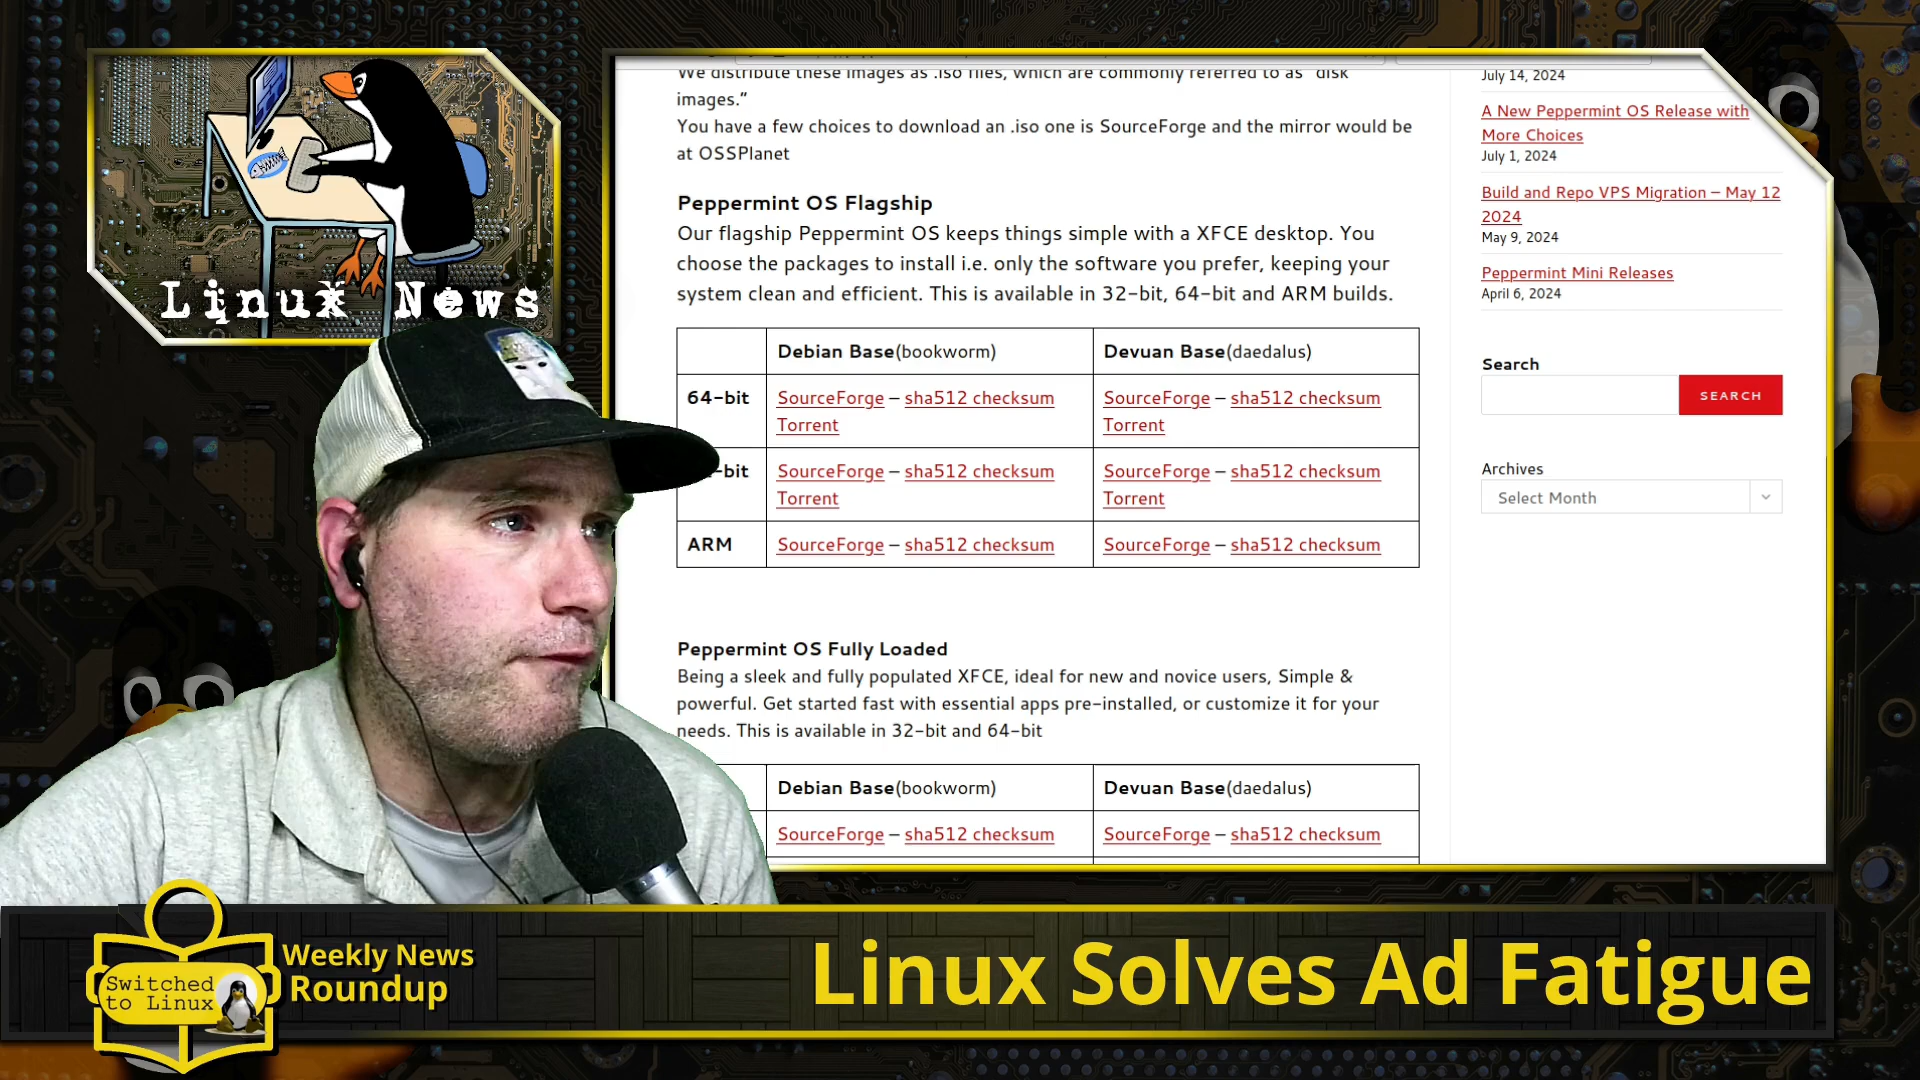 Linux News
We distribute these images as .iso files, which are commonly referred to as "disk
images."
You have a few choices to download an .iso one is SourceForge and the mirror would be
at OSSPlanet
Peppermint OS Flagship
Our flagship Peppermint OS keeps things simple with a XFCE desktop. You
choose the packages to install i.e. only the software you prefer, keeping your
system clean and efficient. This is available in 32-bit, 64-bit and ARM builds.
Debian Base(bookworm) Devuan Base(daedalus)
64-bit SourceForge – sha512 checksum SourceForge – sha512 checksum
Torrent Torrent
-bit SourceForge – sha512 checksum SourceForge – sha512 checksum
Torrent Torrent
ARM SourceForge – sha512 checksum SourceForge – sha512 checksum
Peppermint OS Fully Loaded
Being a sleek and fully populated XFCE, ideal for new and novice users, Simple &
powerful. Get started fast with essential apps pre-installed, or customize it for your
needs. This is available in 32-bit and 64-bit
Debian Base(bookworm) Devuan Base(daedalus)
SourceForge – sha512 checksum SourceForge – sha512 checksum
July 14, 2024
A New Peppermint OS Release with
More Choices
July 1, 2024
Build and Repo VPS Migration – May 12
2024
May 9, 2024
Peppermint Mini Releases
April 6, 2024
Search
SEARCH
Archives
Select Month
Switched
to Linux
Weekly News
Roundup
Linux Solves Ad Fatigue